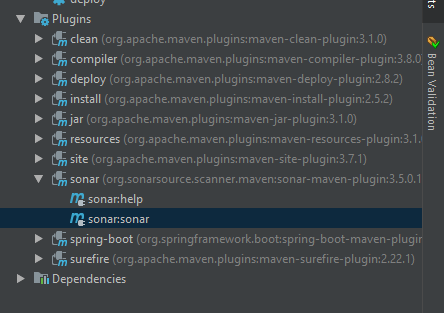 deploy
Plugins
clean (org.apache.maven.plugins:maven-clean-plugin:3.1.0)
compiler (org.apache.maven.plugins:maven-compiler-plugin:3.8.0
deploy (org.apache.maven.plugins:maven-deploy-plugin:2.8.2)
install (org.apache.maven.plugins:maven-install-plugin:2.5.2)
jar (org.apache.maven.plugins:maven-jar-plugin:3.1.0)
resources (org.apache.maven.plugins:maven-resources-plugin:3.1.
site (org.apache.maven.plugins:maven-site-plugin:3.7.1)
sonar (org.sonarsource.scanner.maven:sonar-maven-plugin:3.5.0.1
sonar:help
sonar:sonar
spring-boot (org.springframework.boot:spring-boot-maven-plugin
surefire (org.apache.maven.plugins:maven-surefire-plugin:2.22.1)
Dependencies
Bean Validation